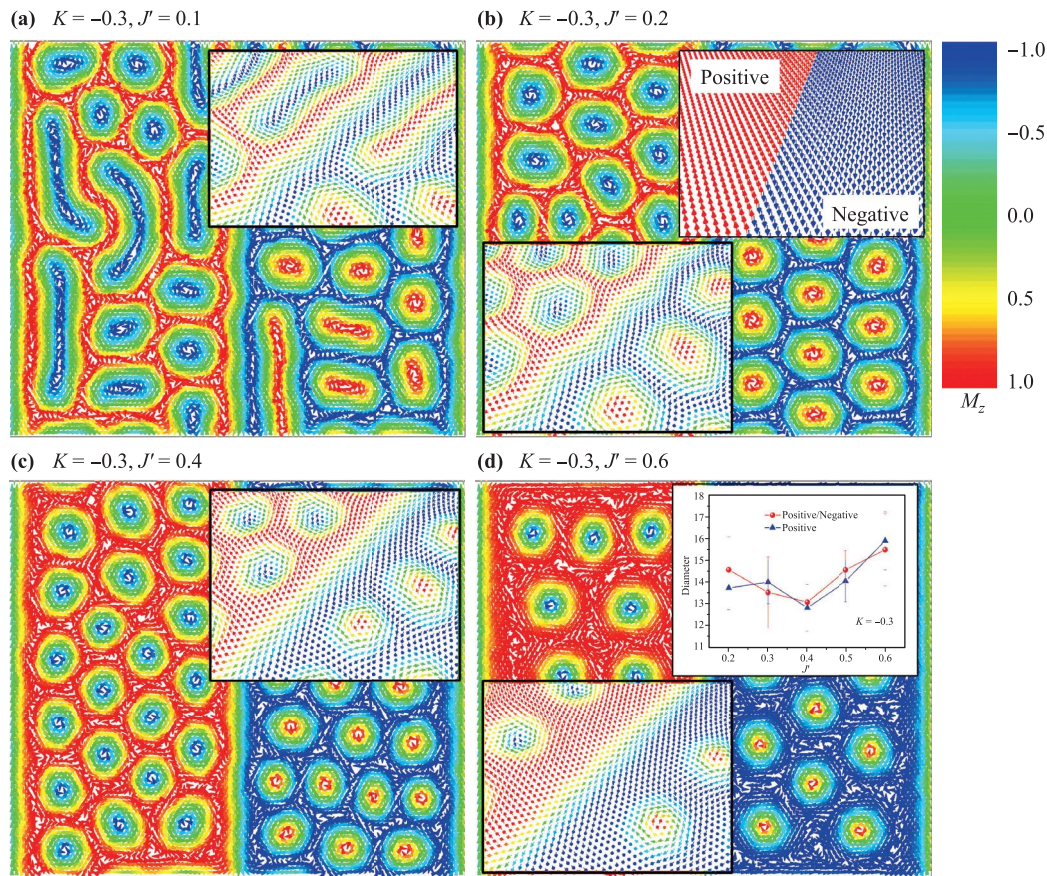 (a) K = −0.3, J′ = 0.1
(b) K = −0.3, J′ = 0.2
Positive
Negative
−1.0
−0.5
0.0
0.5
1.0
M_z
(c) K = −0.3, J′ = 0.4
(d) K = −0.3, J′ = 0.6
18
17
16
15
14
13
12
11
Diameter
Positive/Negative
Positive
K = −0.3
0.2 0.3 0.4 0.5 0.6
J′